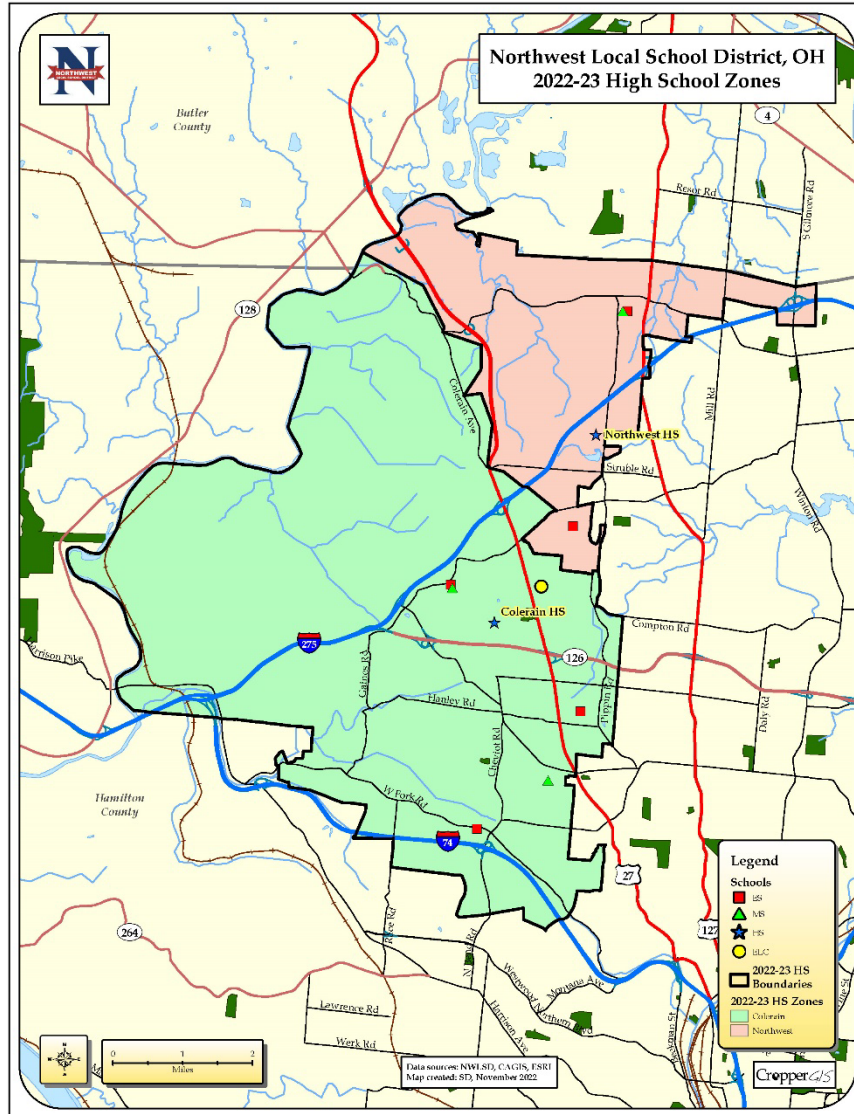 Northwest Local School District, OH
2022-23 High School Zones
N
NORTHWEST
Butler
County
4
Resor Rd
S Gilmore Rd
128
Colerain Ave
Mill Rd
Northwest HS
Struble Rd
Winton Rd
Colerain HS
Compton Rd
Harrison Pike
275
126
Gaines Rd
Hanley Rd
Pippin Rd
Daly Rd
Cheviot Rd
W Fork Rd
Hamilton
County
74
27
127
264
Race Rd
N Bend Rd
Westwood Northern Blvd
Montana Ave
Harrison Ave
Lawrence Rd
Werk Rd
Legend
Schools
ES
MS
HS
ELC
2022-23 HS
Boundaries
2022-23 HS Zones
Colerain
Northwest
N
0 1 2
Miles
Data sources: NWLSD, CAGIS, ESRI
Map created: SD, November 2022
CropperGIS